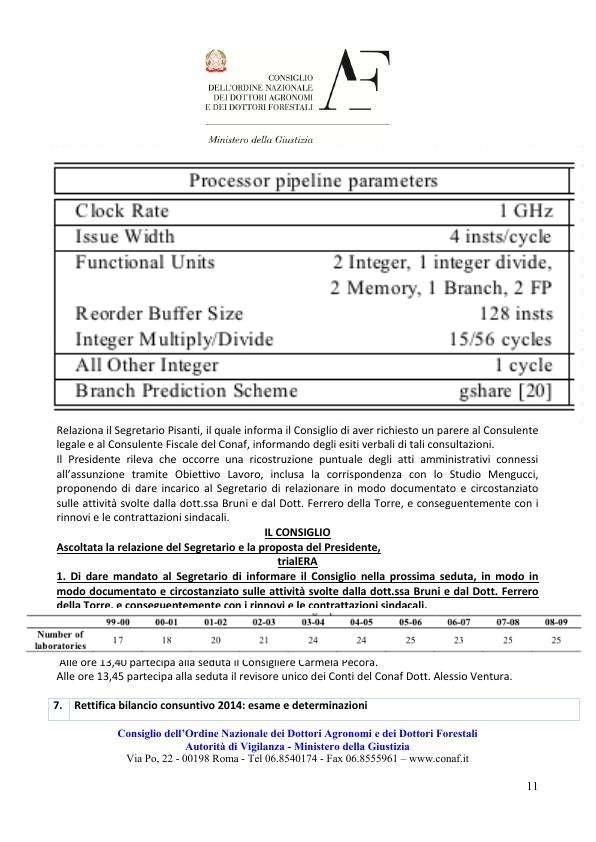 CONSIGLIO
DELL'ORDINE NAZIONALE
DEI DOTTORI AGRONOMI
E DEI DOTTORI FORESTALI
Ministero della Giustizia
Processor pipeline parameters
Clock Rate 1 GHz
Issue Width 4 insts/cycle
Functional Units 2 Integer, 1 integer divide,
2 Memory, 1 Branch, 2 FP
Reorder Buffer Size 128 insts
Integer Multiply/Divide 15/56 cycles
All Other Integer 1 cycle
Branch Prediction Scheme gshare [20]
Relaziona il Segretario Pisanti, il quale informa il Consiglio di aver richiesto un parere al Consulente
legale e al Consulente Fiscale del Conaf, informando degli esiti verbali di tali consultazioni.
Il Presidente rileva che occorre una ricostruzione puntuale degli atti amministrativi connessi
all'assunzione tramite Obiettivo Lavoro, inclusa la corrispondenza con lo Studio Mengucci,
proponendo di dare incarico al Segretario di relazionare in modo documentato e circostanziato
sulle attività svolte dalla dott.ssa Bruni e dal Dott. Ferrero della Torre, e conseguentemente con i
rinnovi e le contrattazioni sindacali.
IL CONSIGLIO
Ascoltata la relazione del Segretario e la proposta del Presidente,
trialERA
1. Di dare mandato al Segretario di informare il Consiglio nella prossima seduta, in modo in
modo documentato e circostanziato sulle attività svolte dalla dott.ssa Bruni e dal Dott. Ferrero
della Torre, e conseguentemente con i rinnovi e le contrattazioni sindacali.
99-00 00-01 01-02 02-03 03-04 04-05 05-06 06-07 07-08 08-09
Number of
laboratories 17 18 20 21 24 24 25 23 25 25
Alle ore 13,40 partecipa alla seduta il Consigliere Carmela Pecora.
Alle ore 13,45 partecipa alla seduta il revisore unico dei Conti del Conaf Dott. Alessio Ventura.
7. Rettifica bilancio consuntivo 2014: esame e determinazioni
Consiglio dell'Ordine Nazionale dei Dottori Agronomi e dei Dottori Forestali
Autorità di Vigilanza - Ministero della Giustizia
Via Po, 22 - 00198 Roma - Tel 06.8540174 - Fax 06.8555961 – www.conaf.it
11